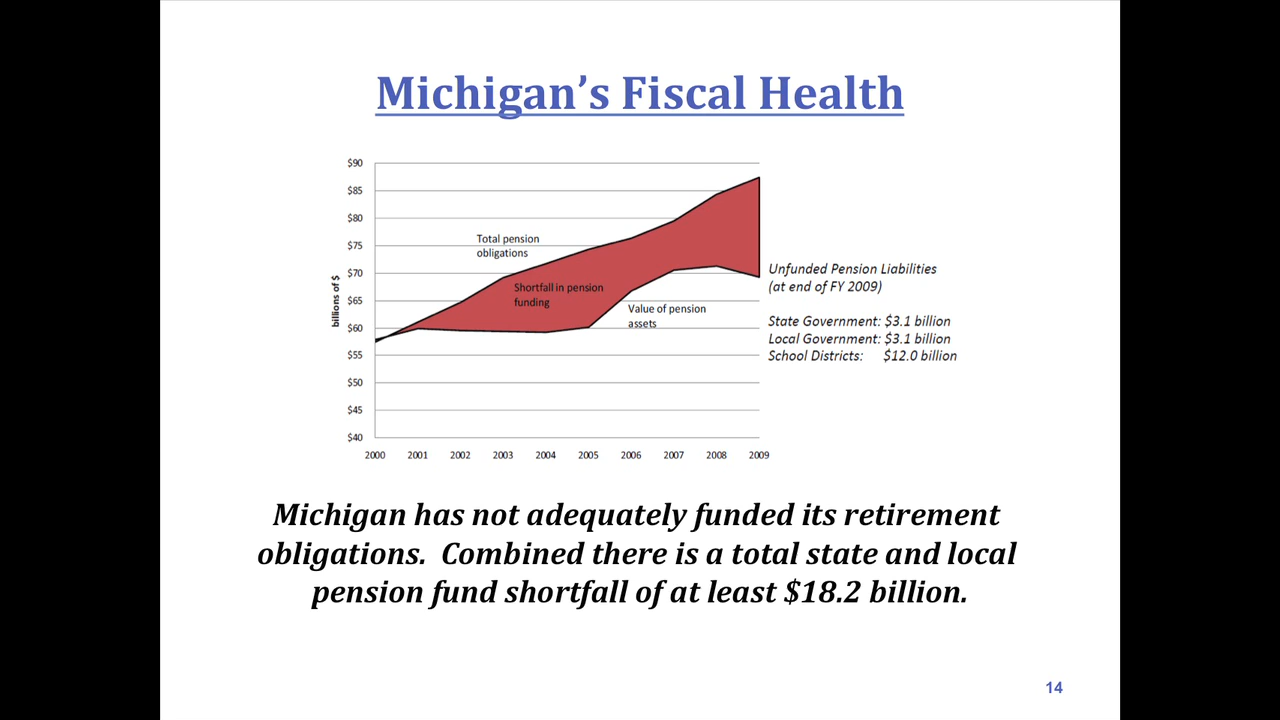 Michigan’s Fiscal Health
$90
$85
$80
$75
$70
$65
$60
$55
$50
$45
$40
billions of $
Total pension
obligations
Shortfall in pension
funding
Value of pension
assets
2000 2001 2002 2003 2004 2005 2006 2007 2008 2009
Unfunded Pension Liabilities
(at end of FY 2009)
State Government: $3.1 billion
Local Government: $3.1 billion
School Districts: $12.0 billion
Michigan has not adequately funded its retirement
obligations. Combined there is a total state and local
pension fund shortfall of at least $18.2 billion.
14